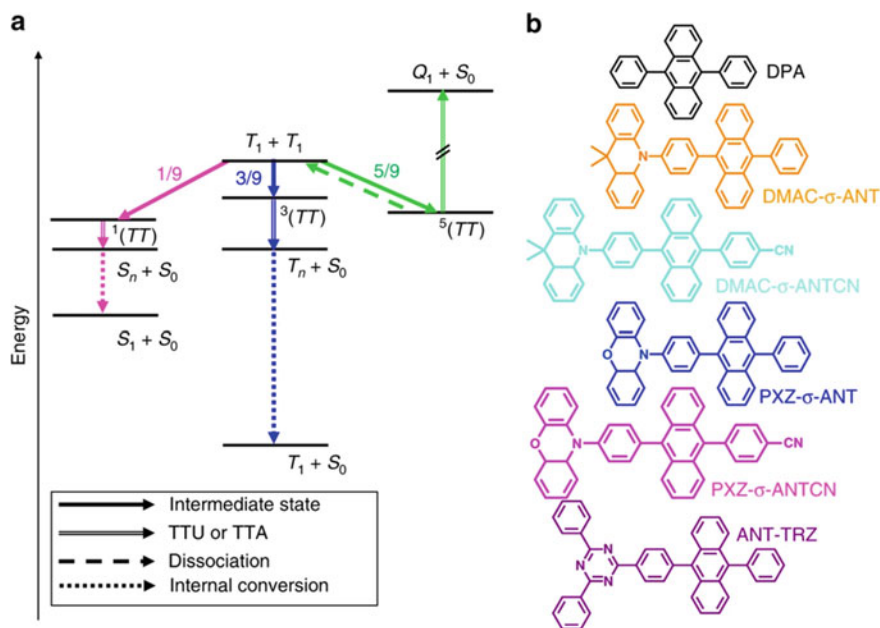 a
Energy
Q₁ + S₀
T₁ + T₁
1/9
3/9
5/9
¹(TT)
³(TT)
⁵(TT)
Sₙ + S₀
Tₙ + S₀
S₁ + S₀
T₁ + S₀
Intermediate state
TTU or TTA
Dissociation
Internal conversion
b
DPA
N
DMAC-σ-ANT
N
CN
DMAC-σ-ANTCN
O
N
PXZ-σ-ANT
O
N
CN
PXZ-σ-ANTCN
ANT-TRZ
N
N
N